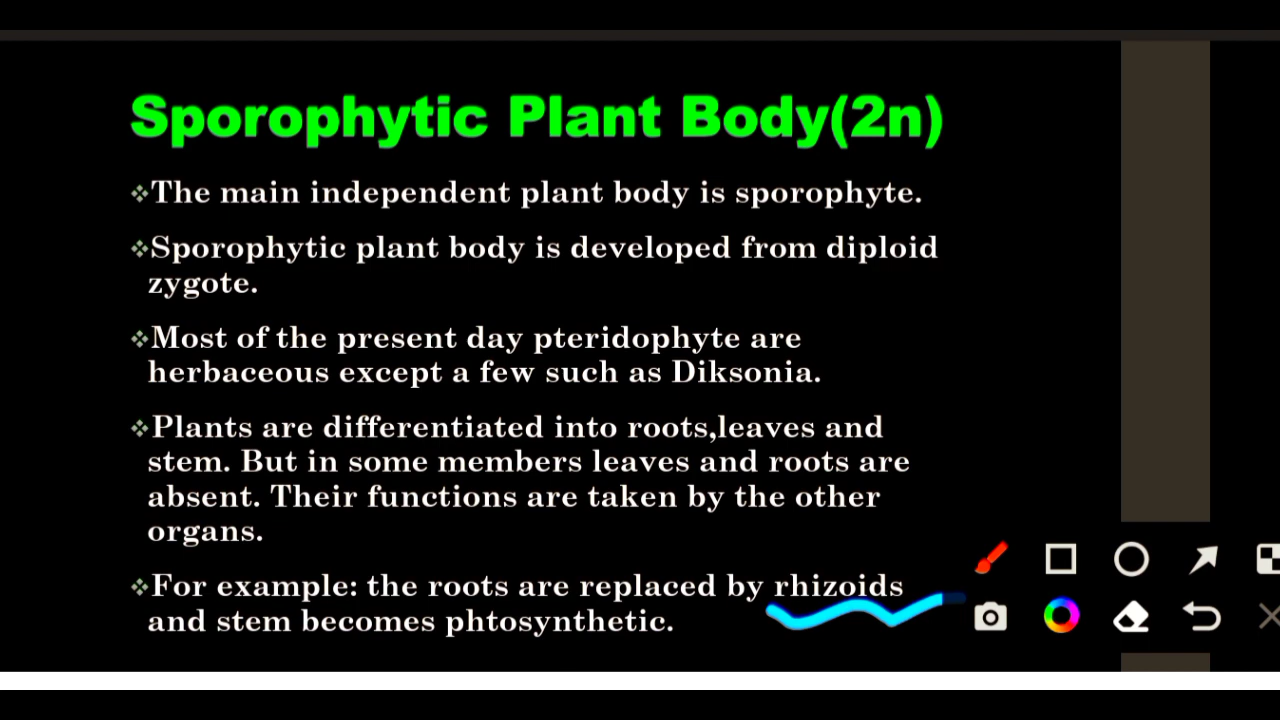 Sporophytic Plant Body(2n)
❖The main independent plant body is sporophyte.
❖Sporophytic plant body is developed from diploid
zygote.
❖Most of the present day pteridophyte are
herbaceous except a few such as Diksonia.
❖Plants are differentiated into roots,leaves and
stem. But in some members leaves and roots are
absent. Their functions are taken by the other
organs.
❖For example: the roots are replaced by rhizoids
and stem becomes phtosynthetic.